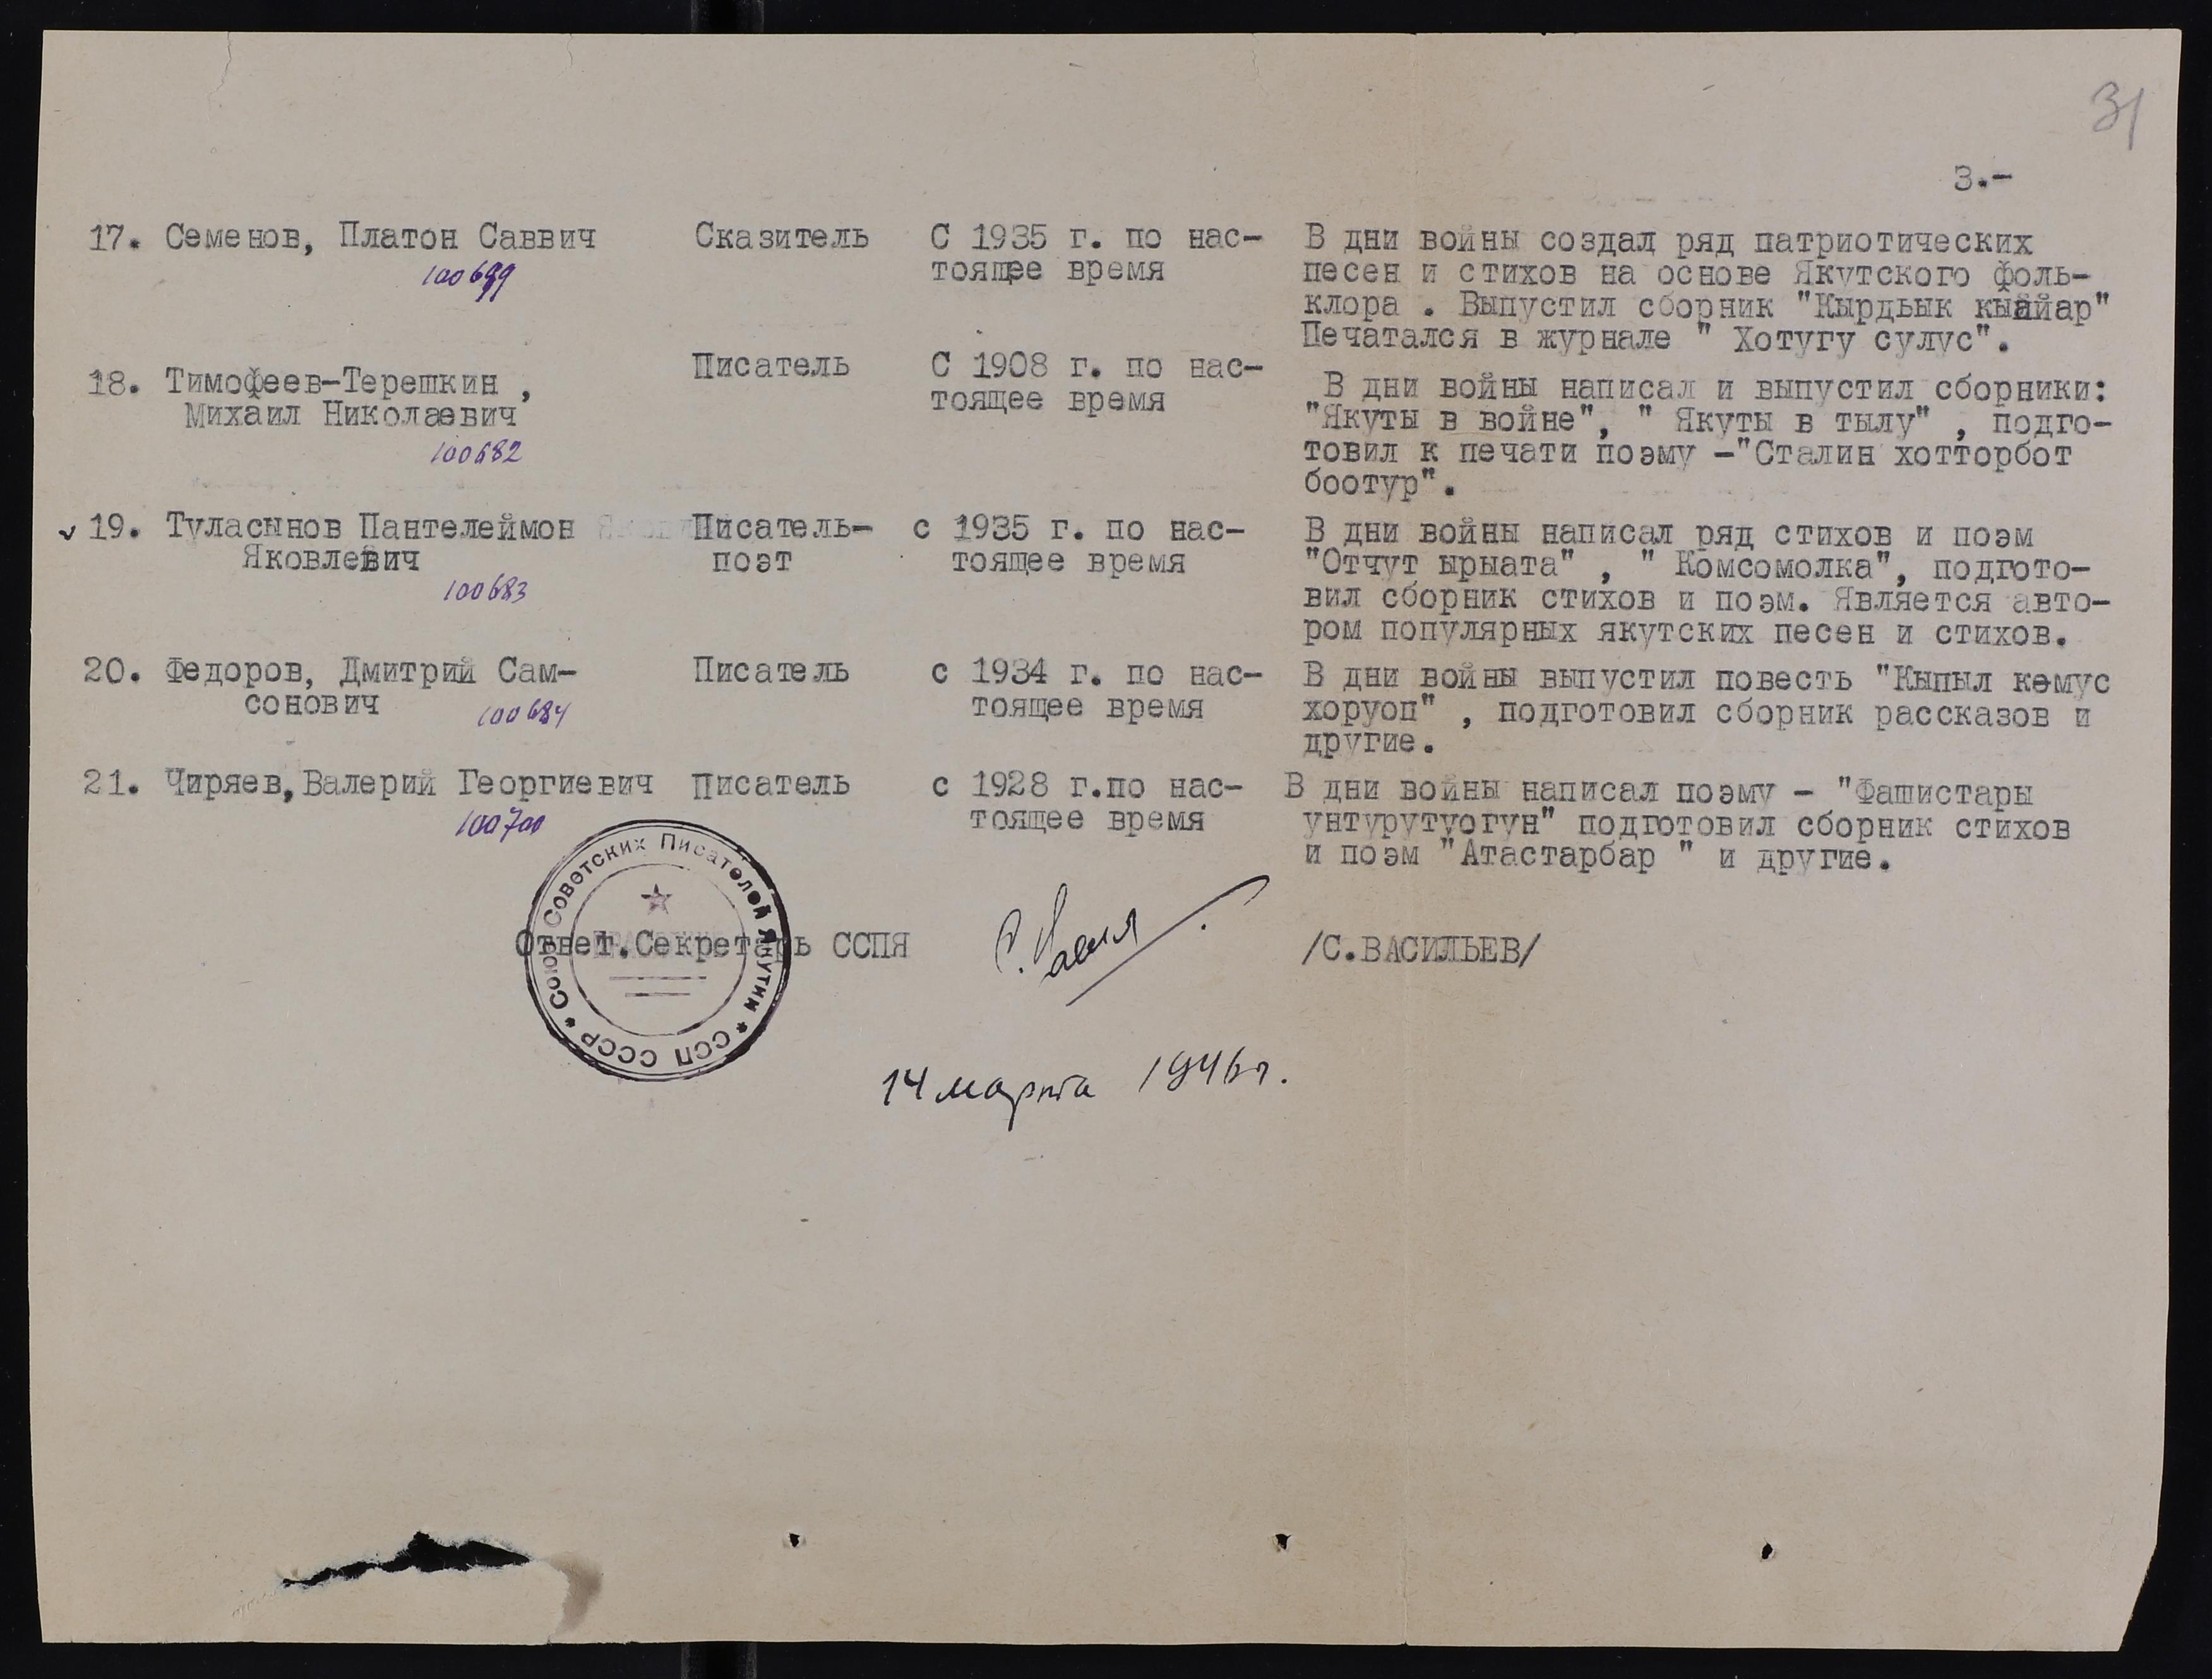 31
3.-
17. Семенов, Платон Саввич Сказитель С 1935 г. по нас- В дни войны создал ряд патриотических
100699 тоящее время песен и стихов на основе Якутского фоль-
клора . Выпустил сборник "Кырдьык кыайар"
Печатался в журнале " Хотугу сулус".
18. Тимофеев-Терешкин , Писатель С 1908 г. по нас- В дни войны написал и выпустил сборники:
Михаил Николаевич тоящее время "Якуты в войне", " Якуты в тылу" , подго-
100682 товил к печати поэму -"Сталин хотторбот
боотур".
19. Туласынов Пантелеймон Писатель- с 1935 г. по нас- В дни войны написал ряд стихов и поэм
Яковлевич поэт тоящее время "Отчут ырыата" , " Комсомолка", подгото-
100683 вил сборник стихов и поэм. Является авто-
ром популярных якутских песен и стихов.
20. Федоров, Дмитрий Сам- Писатель с 1934 г. по нас- В дни войны выпустил повесть "Кыпыл кемус
сонович 100684 тоящее время хоруоп" , подготовил сборник рассказов и
другие.
21. Чиряев,Валерий Георгиевич Писатель с 1928 г.по нас- В дни войны написал поэму - "Фашистары
100700 тоящее время унтурутуогун" подготовил сборник стихов
и поэм "Атастарбар " и другие.
Союз Советских Писателей Якутии * ССП СССР *
Ответ.Секретарь ССПЯ /С.ВАСИЛЬЕВ/
14 марта 1946 г.